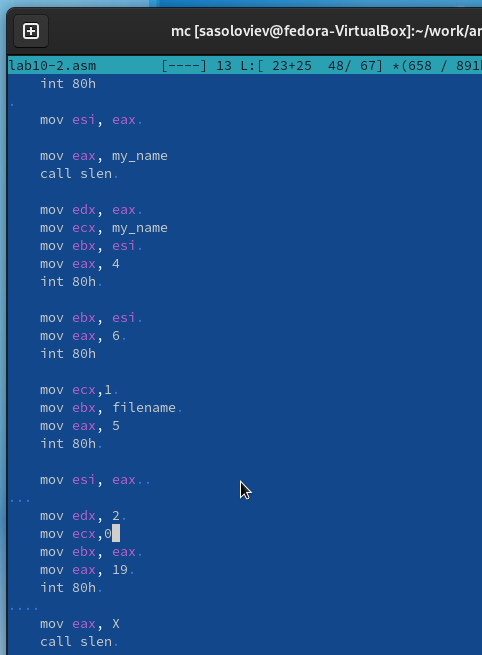 mc [sasoloviev@fedora-VirtualBox]:~/work/ar
lab10-2.asm [----] 13 L:[ 23+25 48/ 67] *(658 / 891
int 80h
.
mov esi, eax.
mov eax, my_name
call slen.
mov edx, eax.
mov ecx, my_name
mov ebx, esi.
mov eax, 4
int 80h.
mov ebx, esi.
mov eax, 6.
int 80h
mov ecx,1.
mov ebx, filename.
mov eax, 5
int 80h.
mov esi, eax..
...
mov edx, 2.
mov ecx,0
mov ebx, eax.
mov eax, 19.
int 80h.
....
mov eax, X
call slen.